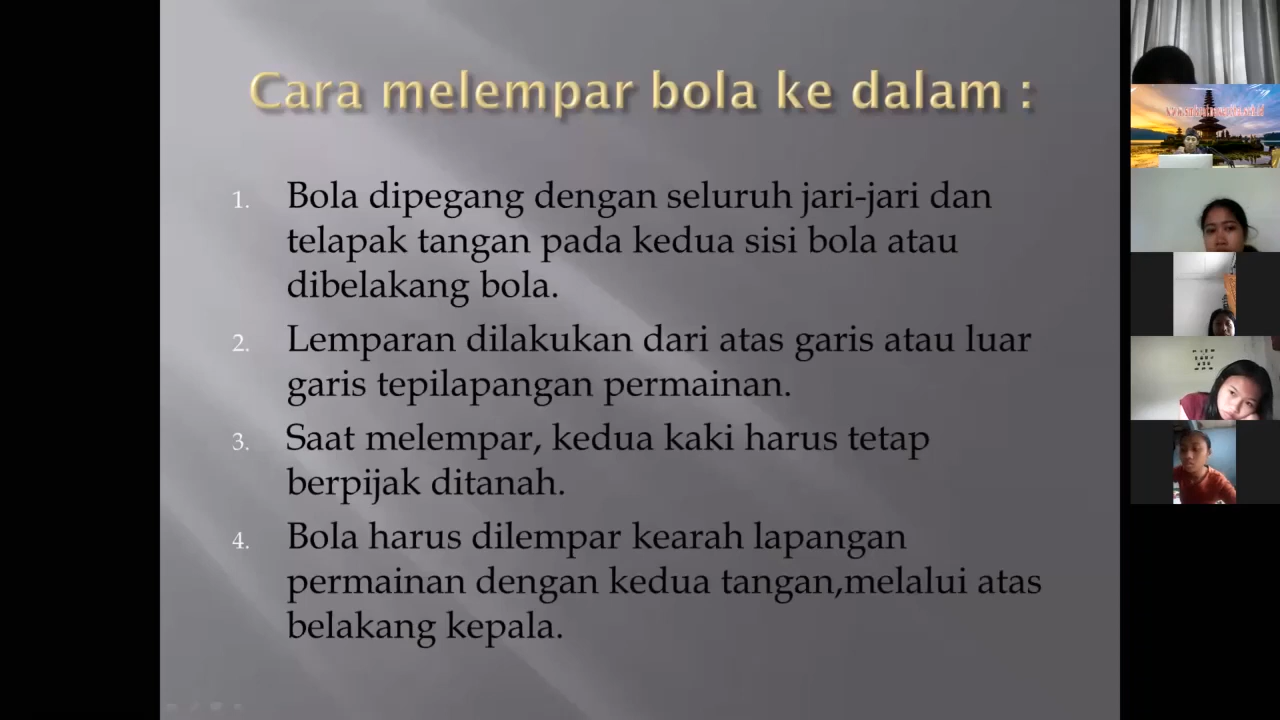 Cara melempar bola ke dalam :
1. Bola dipegang dengan seluruh jari-jari dan
telapak tangan pada kedua sisi bola atau
dibelakang bola.
2. Lemparan dilakukan dari atas garis atau luar
garis tepilapangan permainan.
3. Saat melempar, kedua kaki harus tetap
berpijak ditanah.
4. Bola harus dilempar kearah lapangan
permainan dengan kedua tangan,melalui atas
belakang kepala.